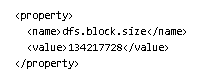 <property>
<name>dfs.block.size</name>
<value>134217728</value>
</property>